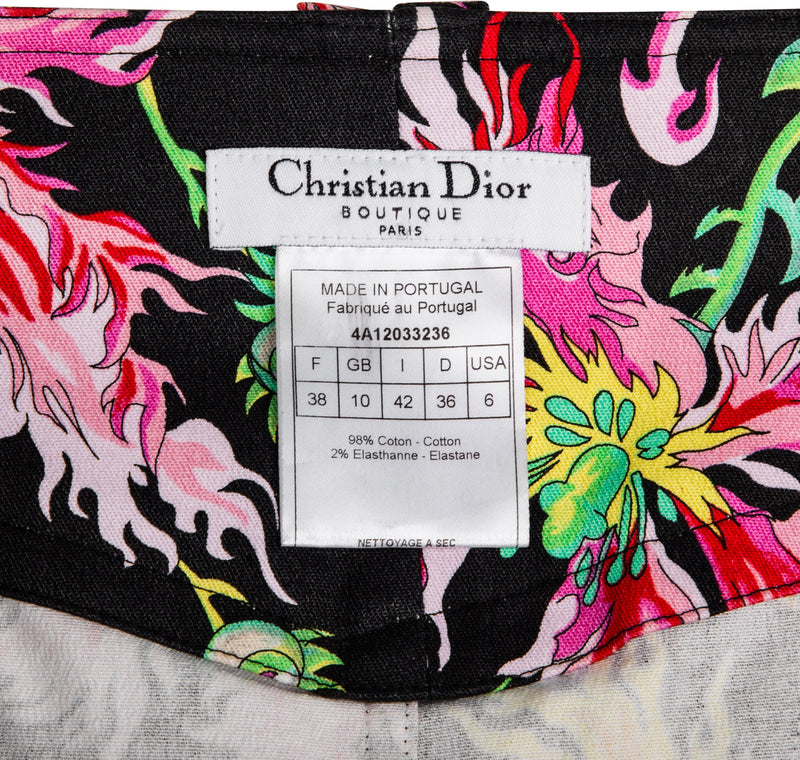 Christian Dior
BOUTIQUE
PARIS
MADE IN PORTUGAL
Fabriqué au Portugal
4A12033236
F GB I D USA
38 10 42 36 6
98% Coton - Cotton
2% Elasthanne - Elastane
NETTOYAGE A SEC